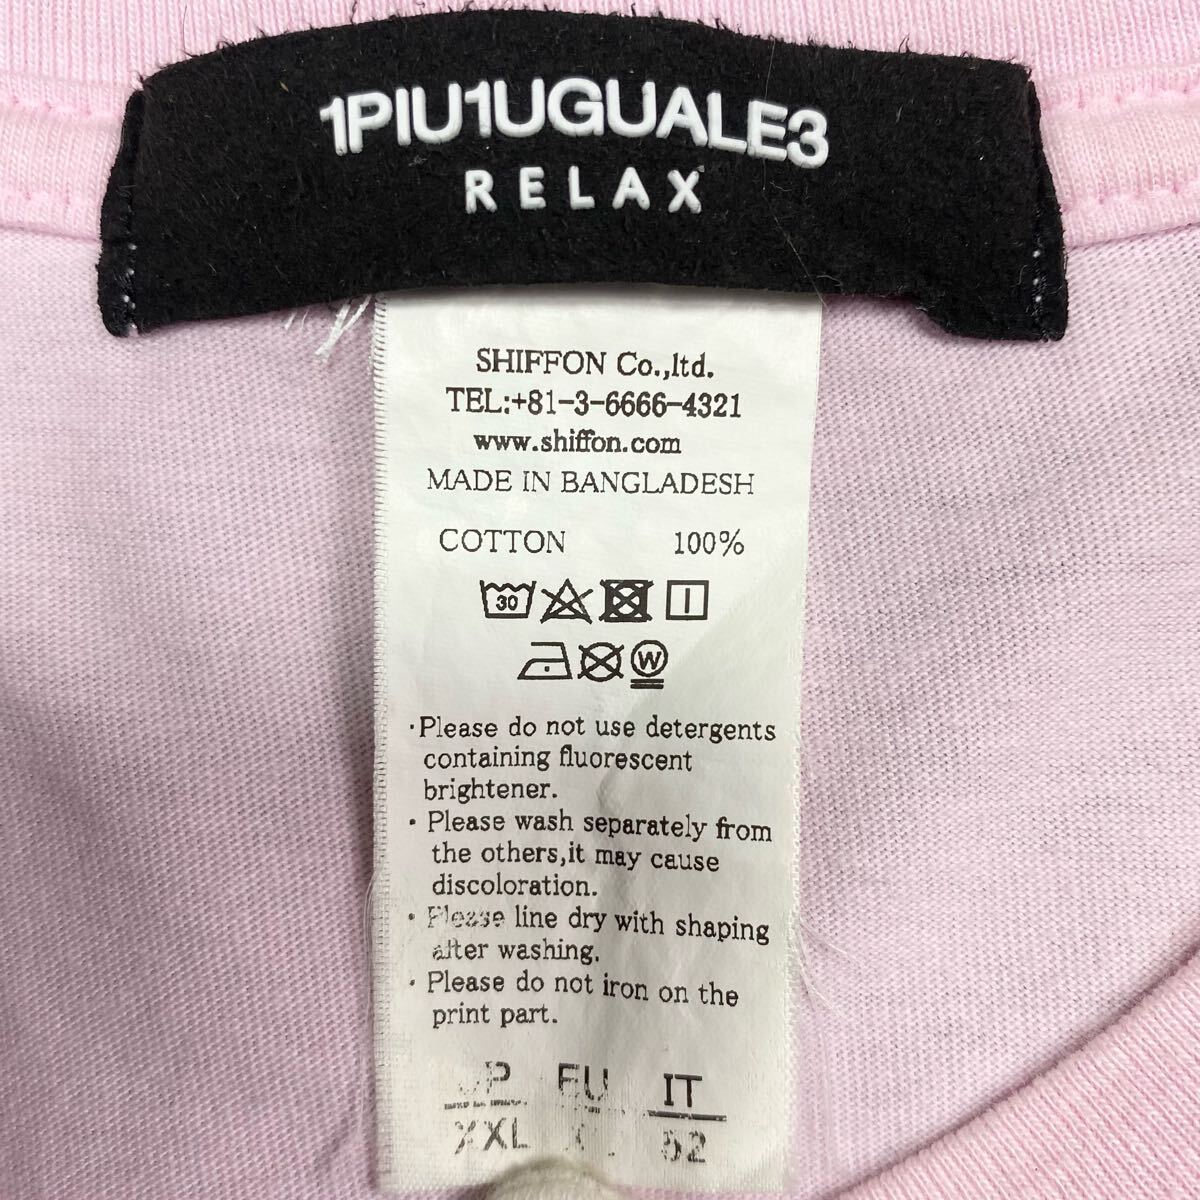 1PIU1UGUALE3
RELAX
SHIFFON Co.,ltd.
TEL:+81-3-6666-4321
www.shiffon.com
MADE IN BANGLADESH
COTTON 100%
30
W
·Please do not use detergents
containing fluorescent
brightener.
· Please wash separately from
the others,it may cause
discoloration.
· Please line dry with shaping
after washing.
· Please do not iron on the
print part.
JP EU IT
XXL 52